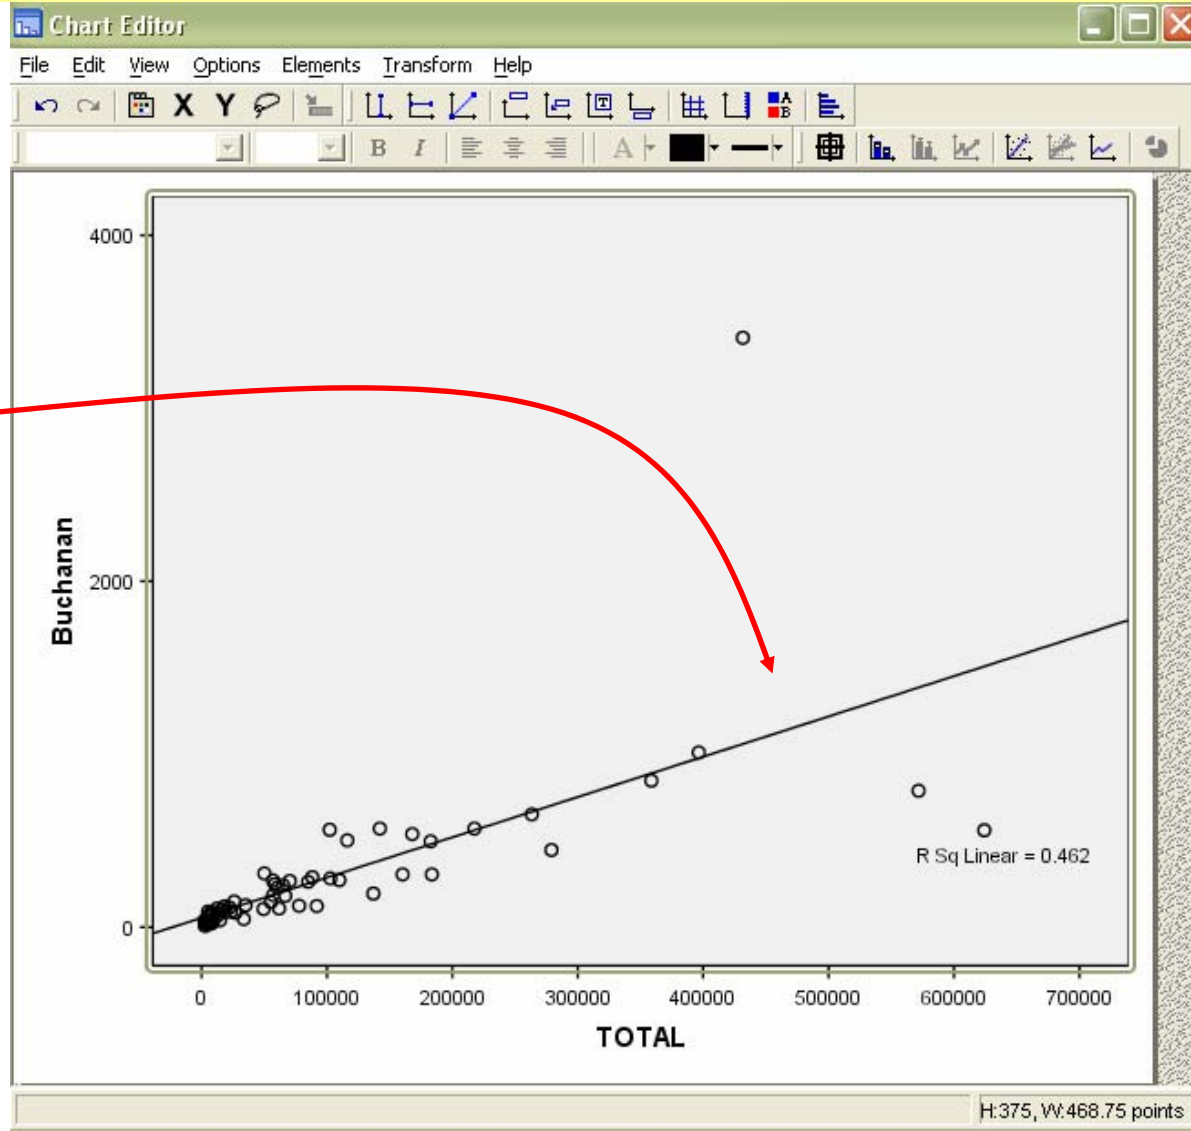 Chart Editor
File Edit View Options Elements Transform Help
X Y T A B
B I A
4000
2000
0
Buchanan
R Sq Linear = 0.462
0 100000 200000 300000 400000 500000 600000 700000
TOTAL
H:375, W:468.75 points